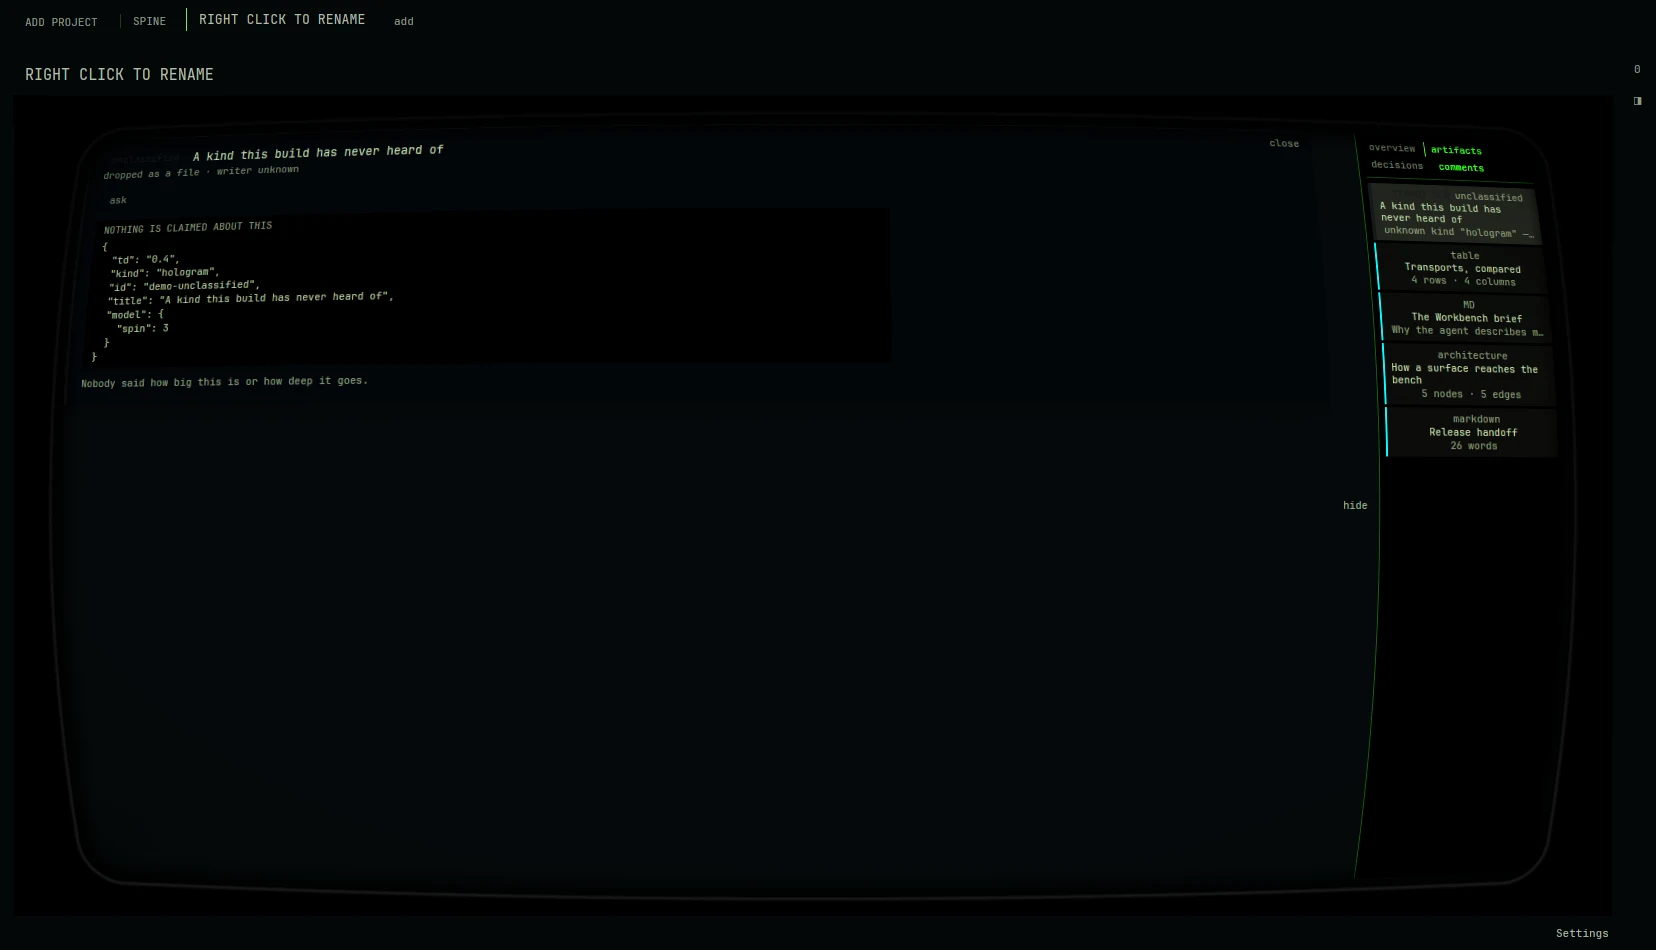 ADD PROJECT
SPINE
RIGHT CLICK TO RENAME
add
RIGHT CLICK TO RENAME
0
unclassified A kind this build has never heard of
close
dropped as a file · writer unknown
ask
NOTHING IS CLAIMED ABOUT THIS
{
"td": "0.4",
"kind": "hologram",
"id": "demo-unclassified",
"title": "A kind this build has never heard of",
"model": {
"spin": 3
}
}
Nobody said how big this is or how deep it goes.
hide
overview artifacts
decisions comments
unclassified
A kind this build has
never heard of
unknown kind "hologram" —…
table
Transports, compared
4 rows · 4 columns
MD
The Workbench brief
Why the agent describes m…
architecture
How a surface reaches the
bench
5 nodes · 5 edges
markdown
Release handoff
26 words
Settings